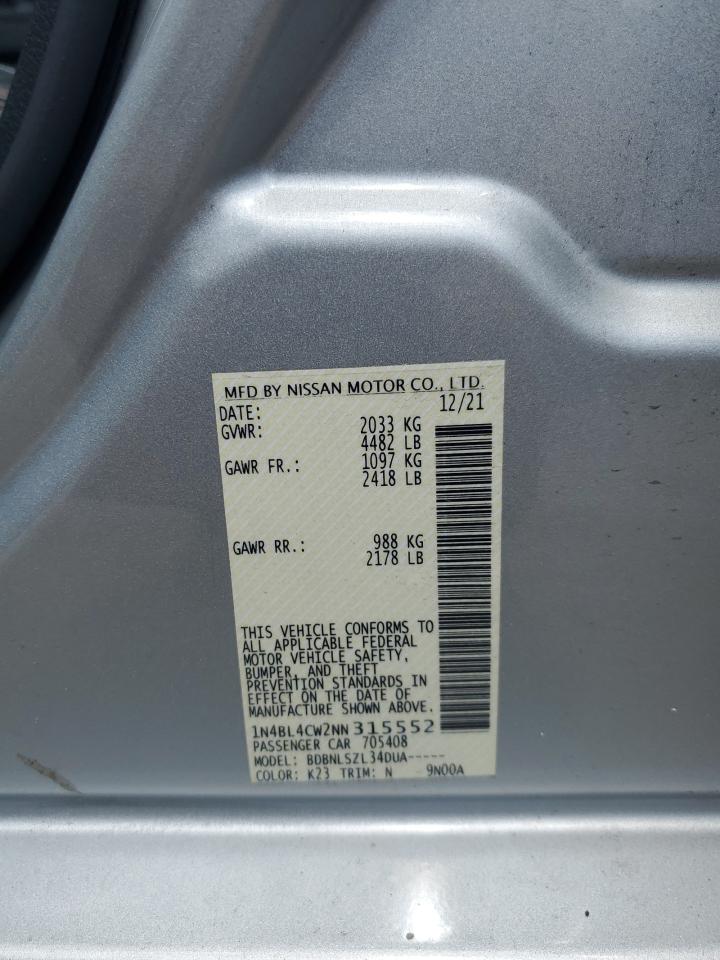 MFD BY NISSAN MOTOR CO., LTD.
DATE: 12/21
GVWR: 2033 KG
4482 LB
GAWR FR.: 1097 KG
2418 LB
GAWR RR.: 988 KG
2178 LB
THIS VEHICLE CONFORMS TO
ALL APPLICABLE FEDERAL
MOTOR VEHICLE SAFETY,
BUMPER, AND THEFT
PREVENTION STANDARDS IN
EFFECT ON THE DATE OF
MANUFACTURE SHOWN ABOVE.
1N4BL4CW2NN315552
PASSENGER CAR 705408
MODEL: BDBNLSZL34DUA-----
COLOR: K23 TRIM: N 9N00A